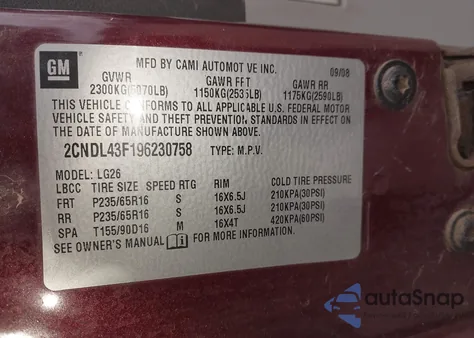 GM
MFD BY CAMI AUTOMOTIVE INC. 09/08
GVWR GAWR FFT GAWR RR
2300KG(5070LB) 1150KG(2535LB) 1175KG(2590LB)
THIS VEHICLE CONFORMS TO ALL APPLICABLE U.S. FEDERAL MOTOR
VEHICLE SAFETY AND THEFT PREVENTION STANDARDS IN EFFECT ON
THE DATE OF MANUFACTURE SHOWN ABOVE.
2CNDL43F196230758 TYPE: M.P.V.
MODEL: LG26
LBCC TIRE SIZE SPEED RTG RIM COLD TIRE PRESSURE
FRT P235/65R16 S 16X6.5J 210KPA(30PSI)
RR P235/65R16 S 16X6.5J 210KPA(30PSI)
SPA T155/90D16 M 16X4T 420KPA(60PSI)
SEE OWNER'S MANUAL FOR MORE INFORMATION.
autoSnap